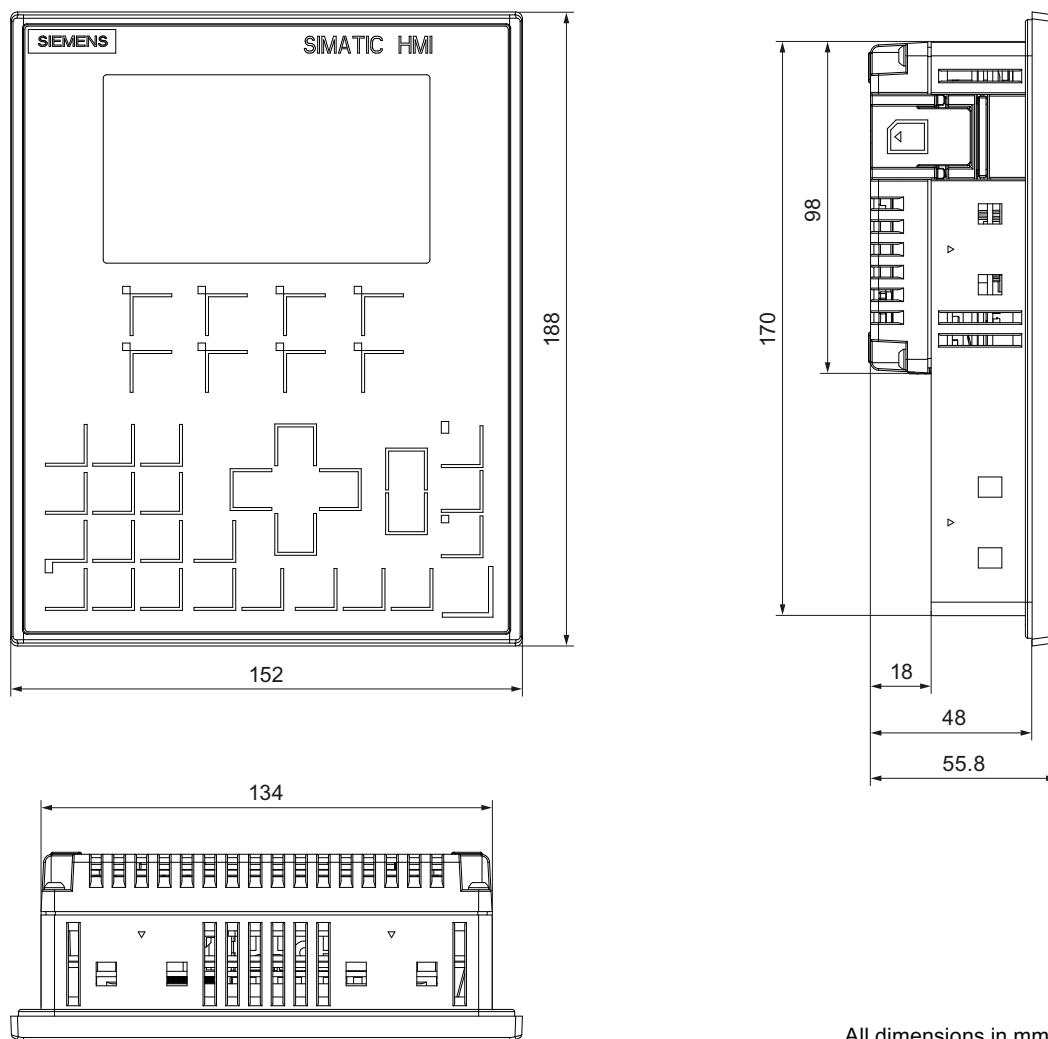 SIEMENS
SIMATIC HMI
188
152
98
170
18
48
55.8
134
All dimensions in mm